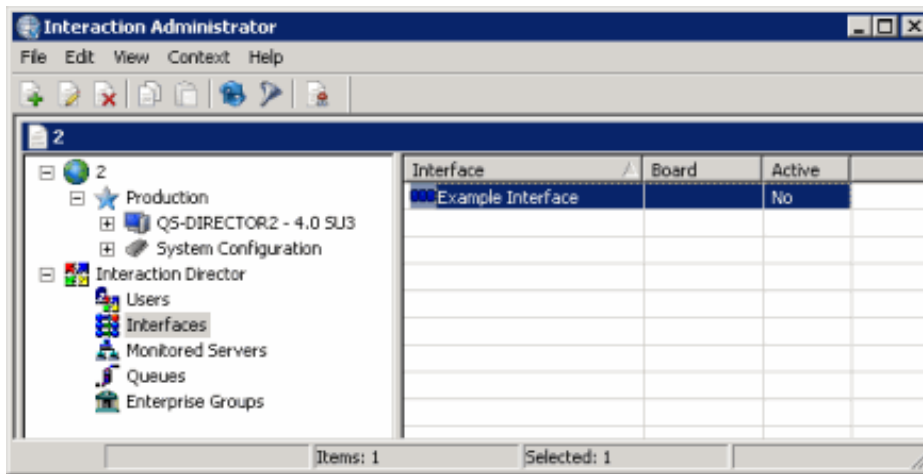 Interaction Administrator
File Edit View Context Help
2
2
Production
QS-DIRECTOR2 - 4.0 SU3
System Configuration
Interaction Director
Users
Interfaces
Monitored Servers
Queues
Enterprise Groups
Interface Board Active
Example Interface No
Items: 1 Selected: 1